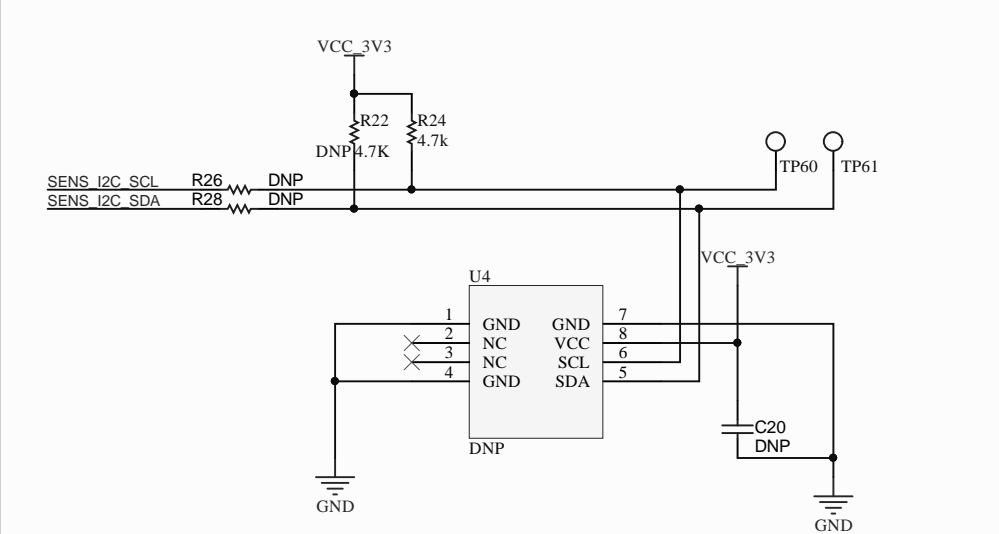 VCC_3V3
R22
R24
DNP 4.7K
4.7k
TP60
TP61
SENS_I2C_SCL R26 DNP
SENS_I2C_SDA R28 DNP
VCC_3V3
U4
1 GND GND 7
2 NC VCC 8
3 NC SCL 6
4 GND SDA 5
C20
DNP
DNP
GND
GND